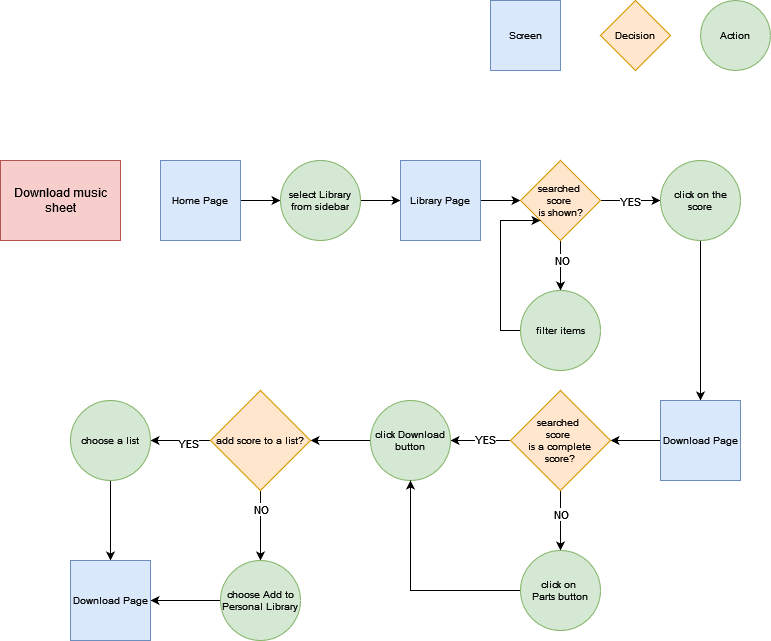 Screen
Decision
Action
Download music
sheet
Home Page
select Library
from sidebar
Library Page
searched
score
is shown?
YES
click on the
score
NO
filter items
choose a list
YES
add score to a list?
click Download
button
YES
searched
score
is a complete
score?
Download Page
NO
NO
Download Page
choose Add to
Personal Library
click on
Parts button